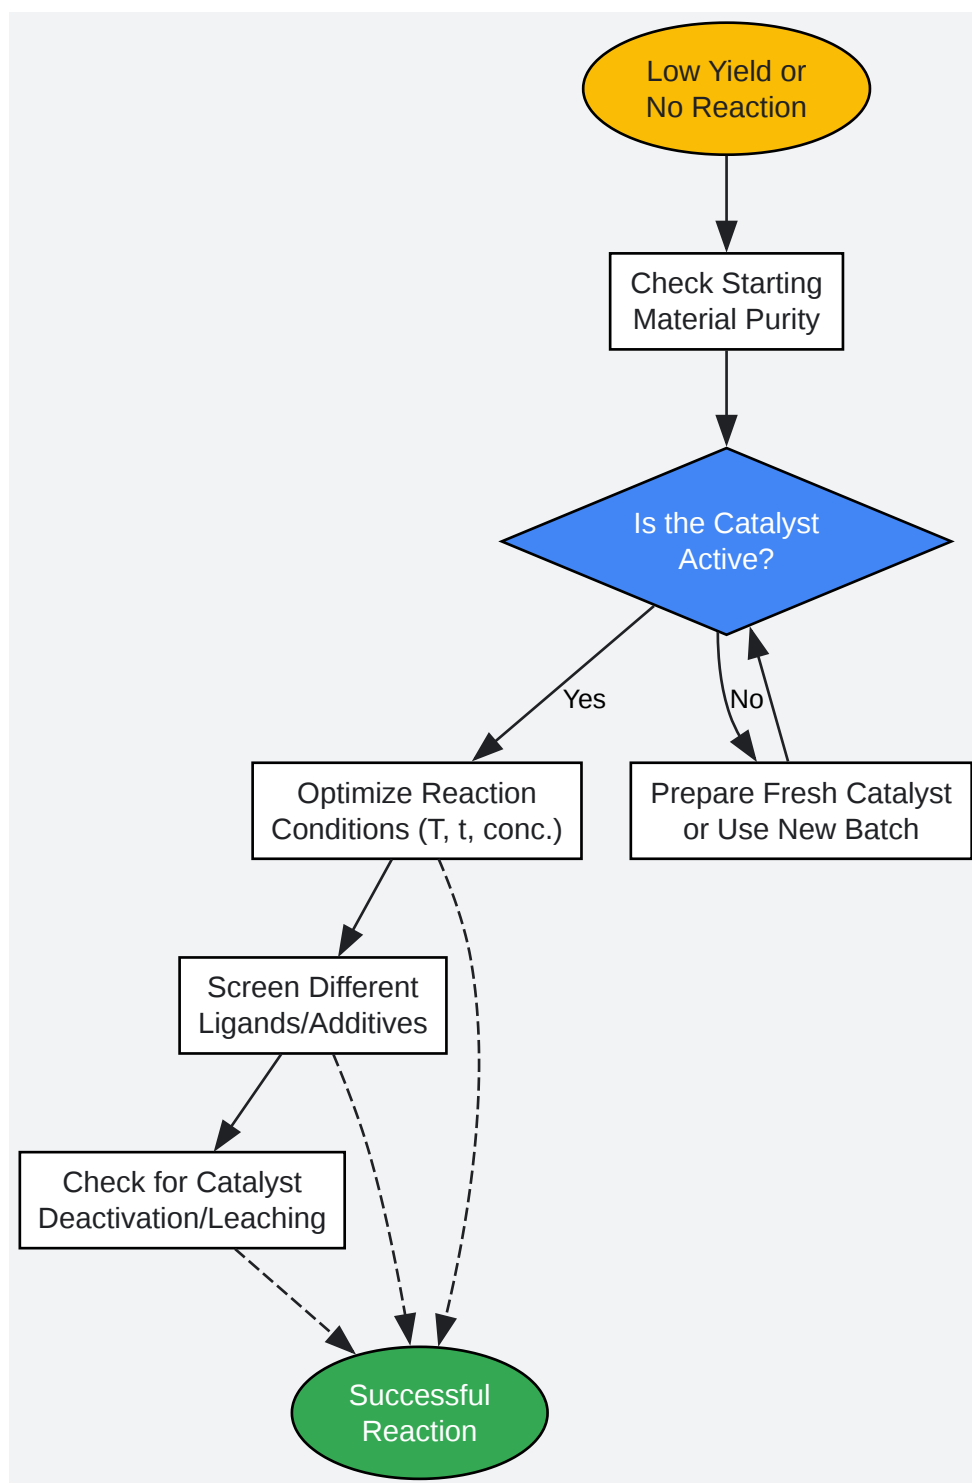 Low Yield or
No Reaction
Check Starting
Material Purity
Is the Catalyst
Active?
Yes
No
Optimize Reaction
Conditions (T, t, conc.)
Prepare Fresh Catalyst
or Use New Batch
Screen Different
Ligands/Additives
Check for Catalyst
Deactivation/Leaching
Successful
Reaction